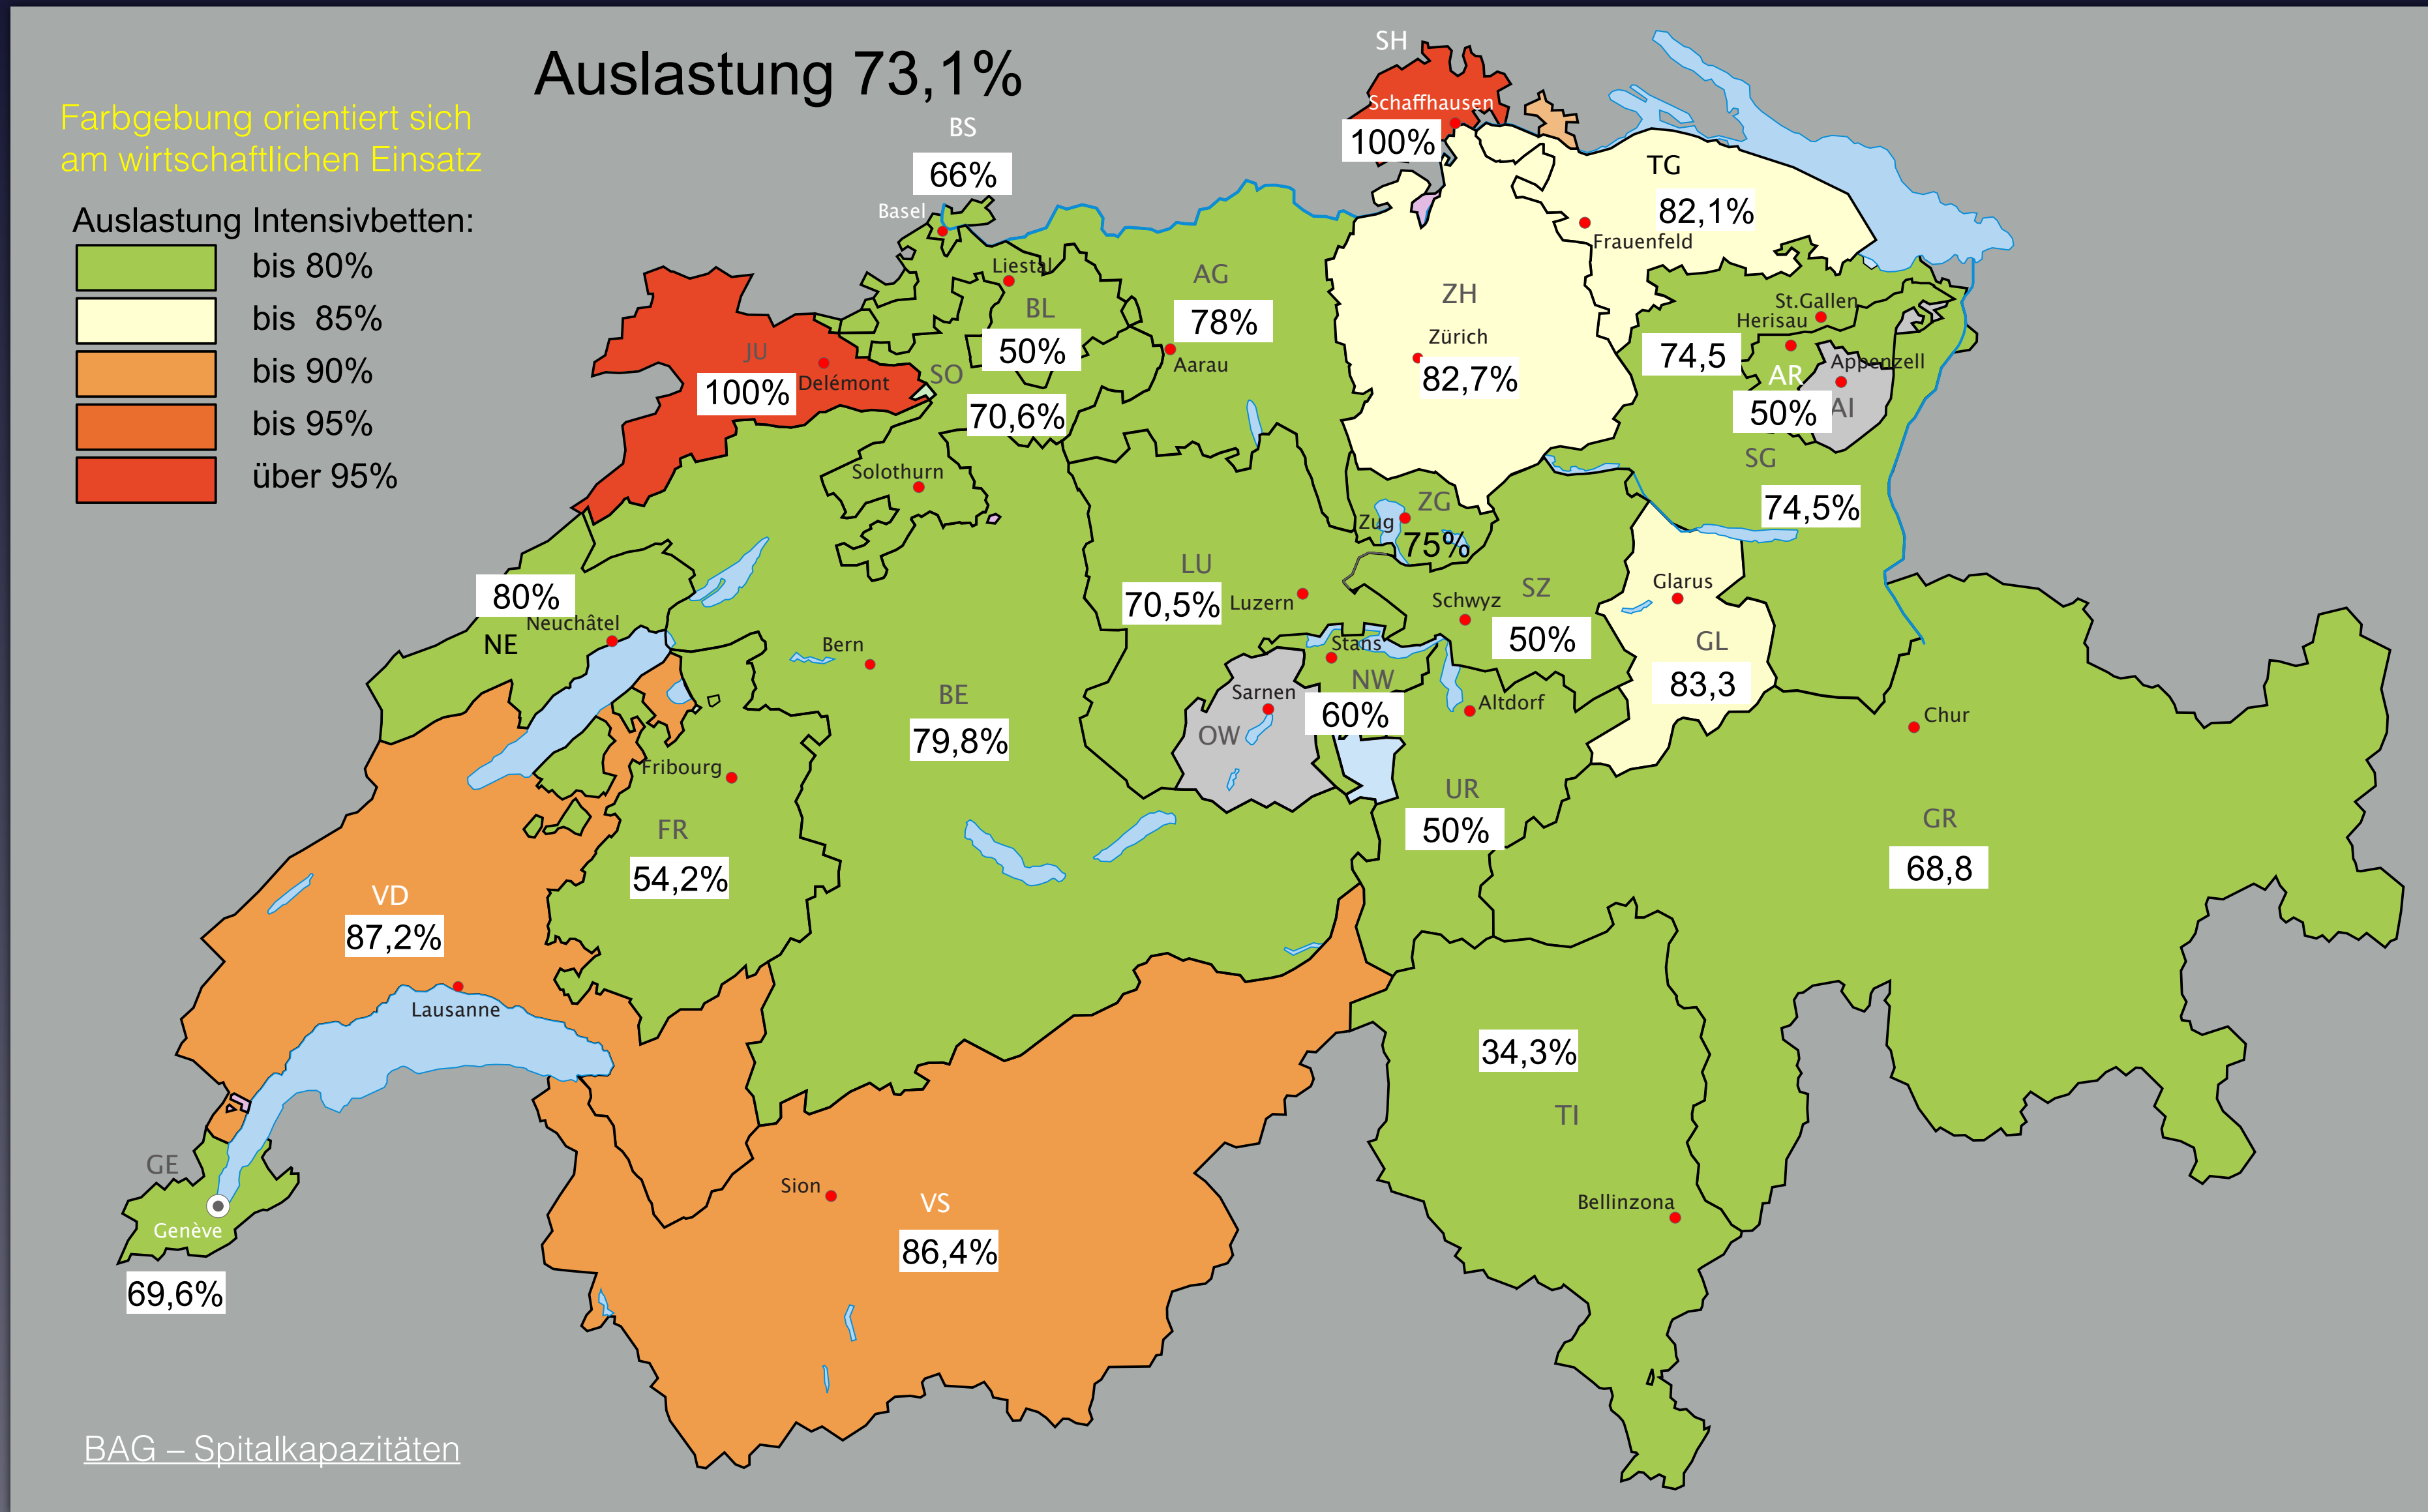 Auslastung 73,1%
Farbgebung orientiert sich
am wirtschaftlichen Einsatz
Auslastung Intensivbetten:
bis 80%
bis  85%
bis 90%
bis 95%
über 95%
SH
Schaffhausen
100%
BS
66%
Basel
TG
82,1%
Frauenfeld
Liestal
BL
50%
AG
78%
Aarau
ZH
Zürich
82,7%
St.Gallen
Herisau
74,5
Appenzell
AR
50%
AI
SG
74,5%
JU
100%
Delémont
SO
70,6%
Solothurn
ZG
Zug
75%
80%
Neuchâtel
NE
LU
70,5%
Luzern
SZ
Schwyz
50%
Glarus
GL
83,3
Bern
BE
79,8%
Stans
NW
60%
Sarnen
OW
Altdorf
UR
50%
Chur
GR
68,8
Fribourg
FR
54,2%
VD
87,2%
Lausanne
34,3%
TI
Bellinzona
GE
Genève
69,6%
Sion
VS
86,4%
BAG – Spitalkapazitäten